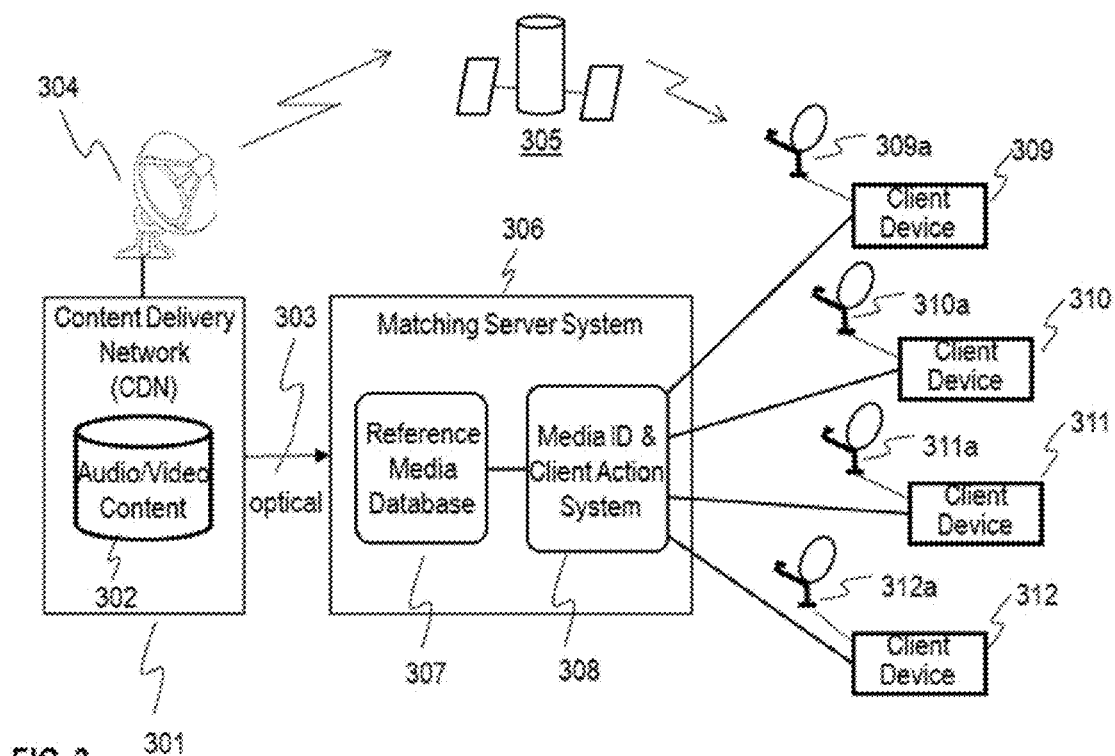 304
305
309a
309
Client
Device
306
310a
310
Client
Device
Content Delivery
Network
(CDN)
303
Matching Server System
Audio/Video
Content
optical
Reference
Media
Database
Media ID &
Client Action
System
311a
311
Client
Device
302
312a
312
Client
Device
307
308
301